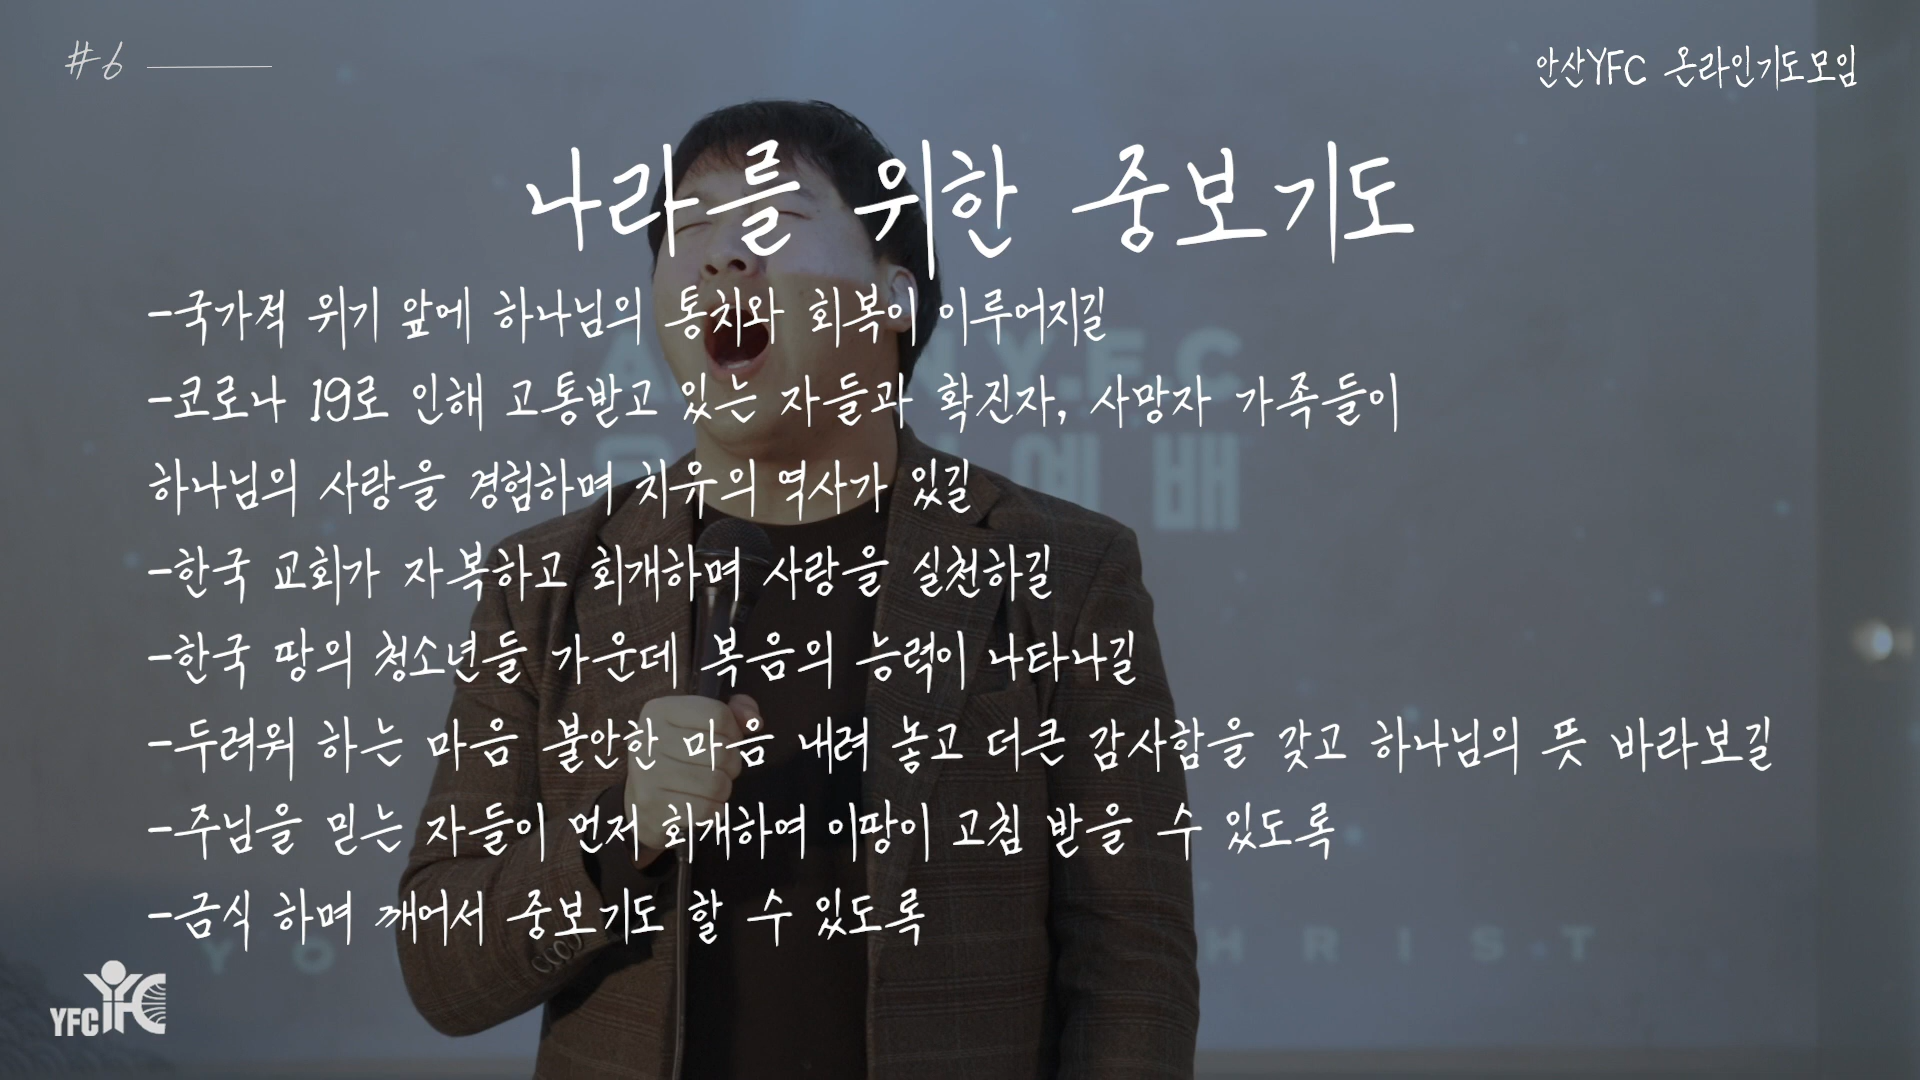 #6
안산YFC 온라인기도모임
나라를 위한 중보기도
-국가적 위기 앞에 하나님의 통치와 회복이 이루어지길
-코로나 19로 인해 고통받고 있는 자들과 확진자, 사망자 가족들이
하나님의 사랑을 경험하며 치유의 역사가 있길
-한국 교회가 자복하고 회개하며 사랑을 실천하길
-한국 땅의 청소년들 가운데 복음의 능력이 나타나길
-두려워 하는 마음 불안한 마음 내려 놓고 더큰 감사함을 갖고 하나님의 뜻 바라보길
-주님을 믿는 자들이 먼저 회개하여 이땅이 고침 받을 수 있도록
-금식 하며 깨어서 중보기도 할 수 있도록
YFC